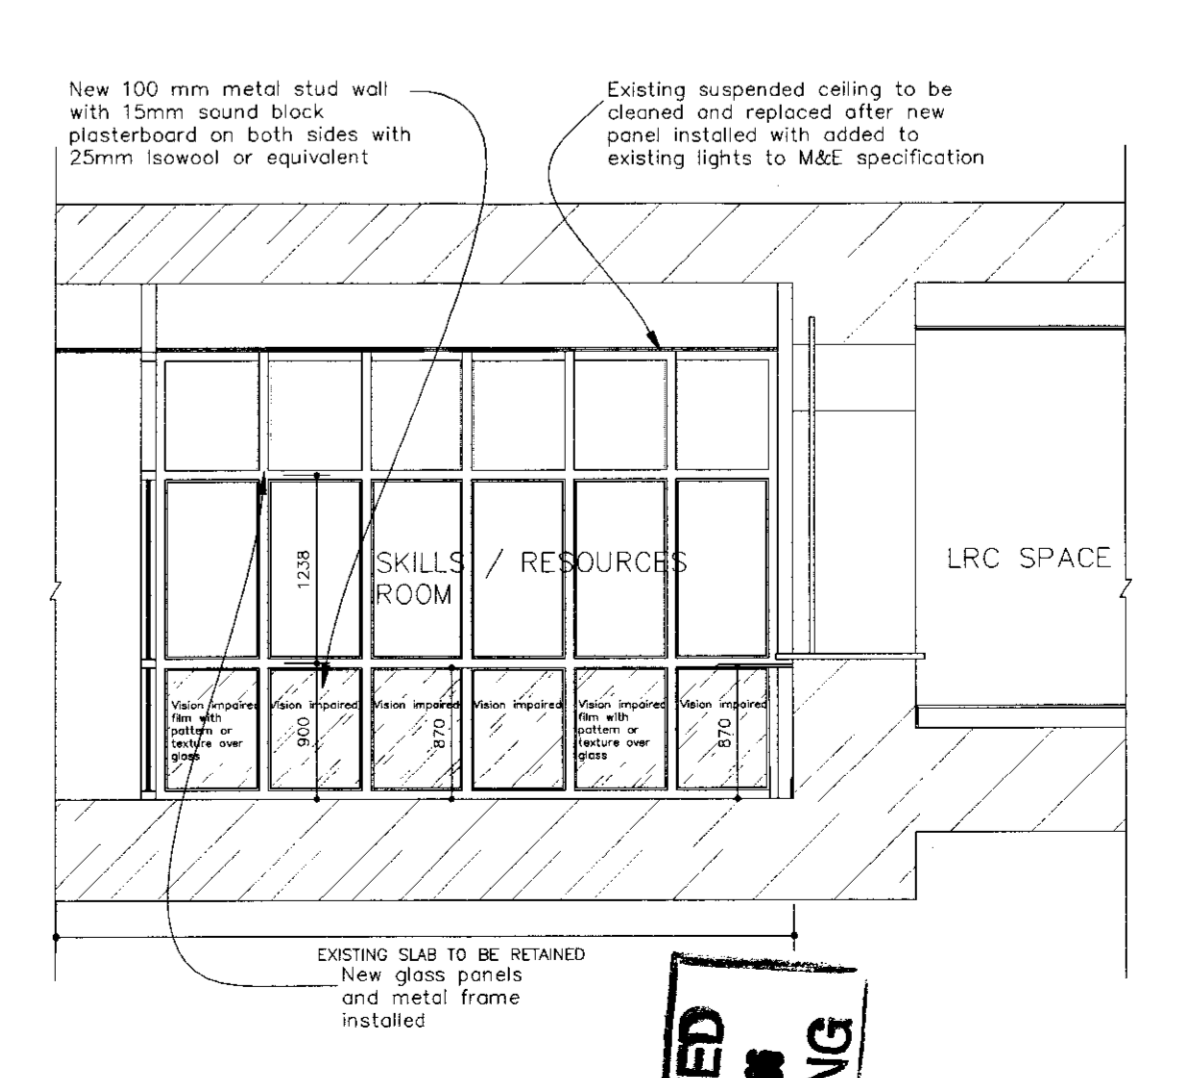 New 100 mm metal stud wall
with 15mm sound block
plasterboard on both sides with
25mm Isowool or equivalent
Existing suspended ceiling to be
cleaned and replaced after new
panel installed with added to
existing lights to M&E specification
1238
SKILLS / RESOURCES
ROOM
LRC SPACE
Vision impaired
film with
pattern or
texture over
glass
Vision impaired
Vision impaired
Vision impaired
Vision impaired
film with
pattern or
texture over
glass
Vision impaired
900
870
870
EXISTING SLAB TO BE RETAINED
New glass panels
and metal frame
installed
ED
NG